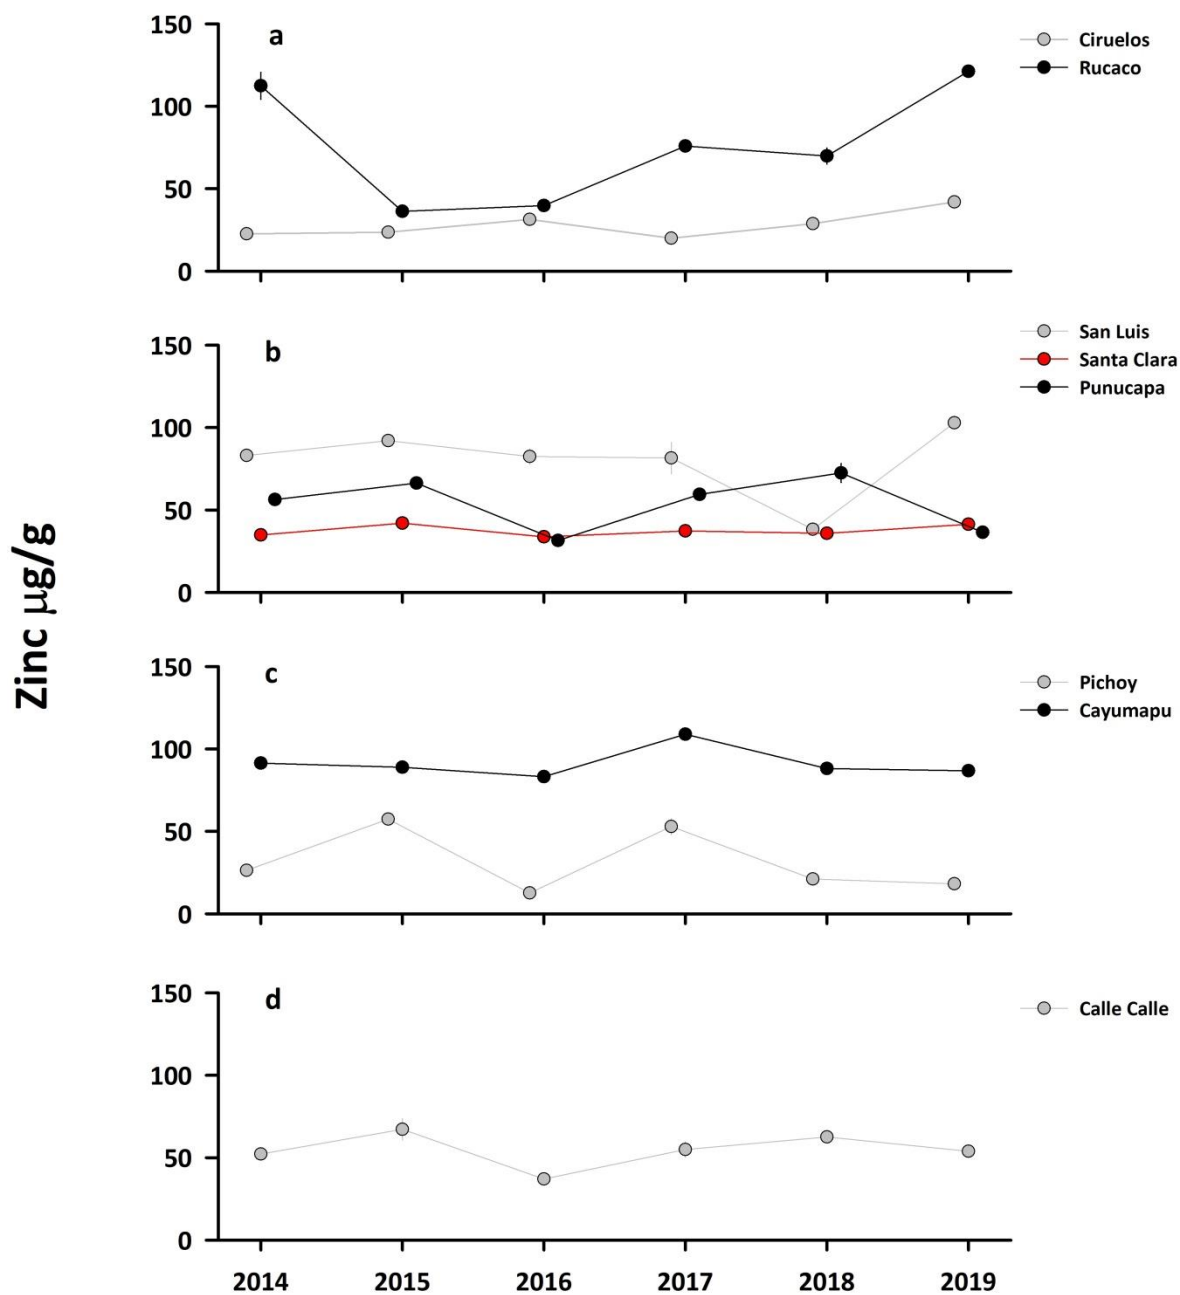 Zinc µg/g
150
100
50
0
a
Ciruelos
Rucaco
150
100
50
0
b
San Luis
Santa Clara
Punucapa
150
100
50
0
c
Pichoy
Cayumapu
150
100
50
0
d
Calle Calle
2014 2015 2016 2017 2018 2019